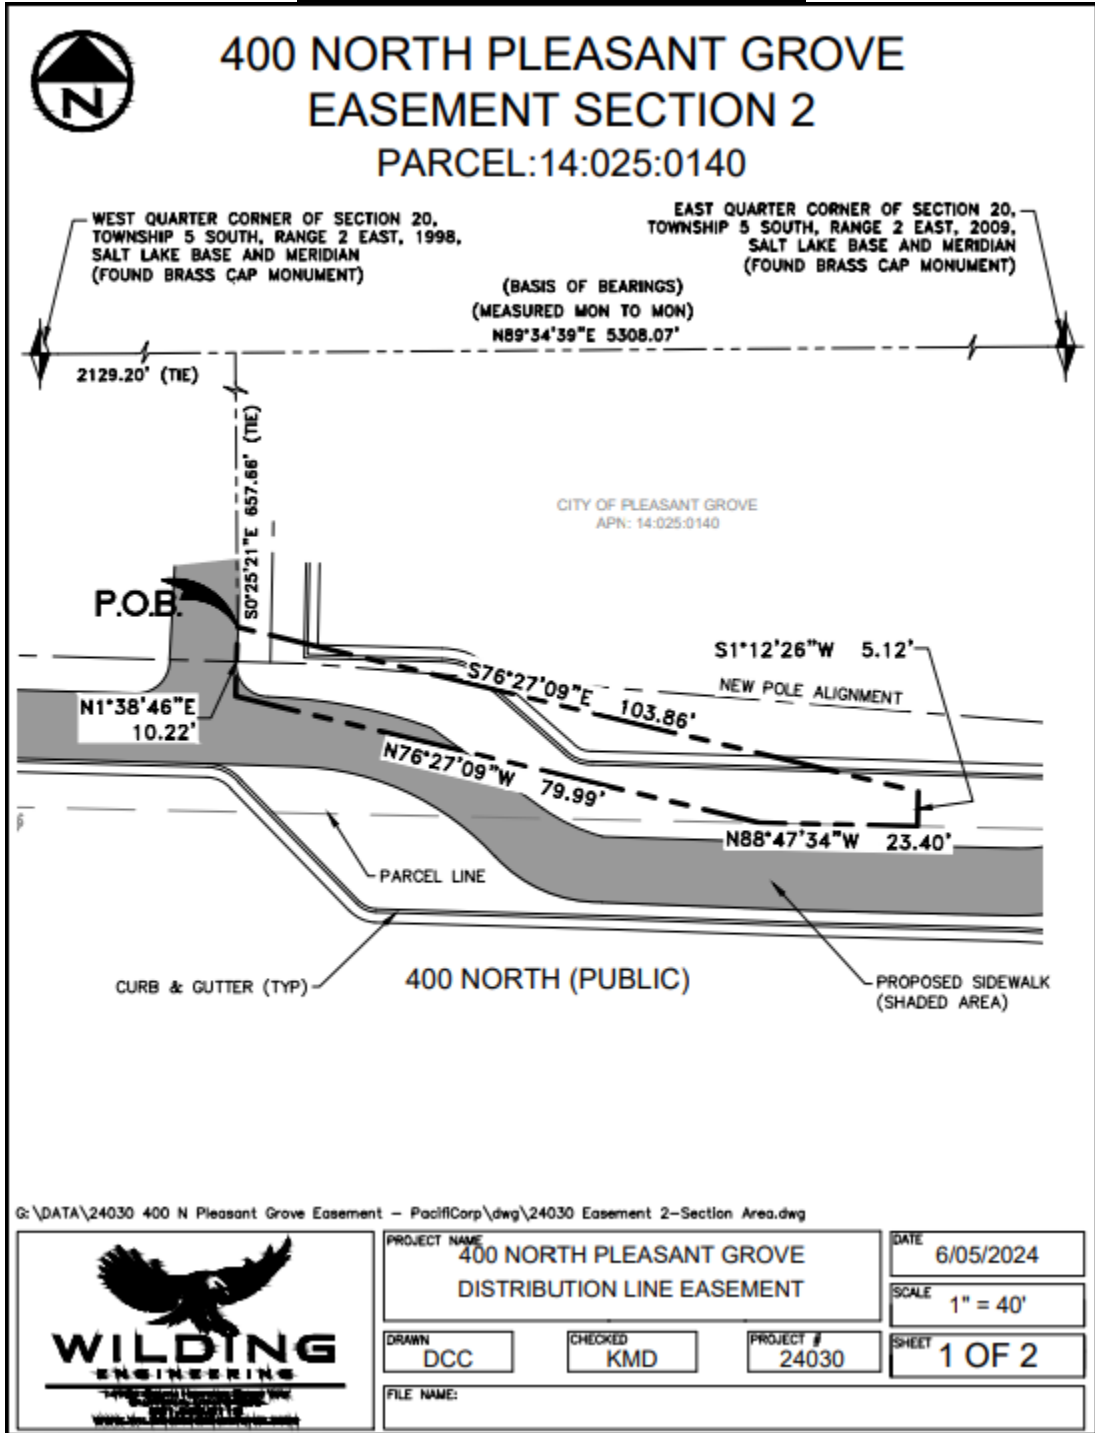 400 NORTH PLEASANT GROVE
EASEMENT SECTION 2
PARCEL:14:025:0140
N
WEST QUARTER CORNER OF SECTION 20,
TOWNSHIP 5 SOUTH, RANGE 2 EAST, 1998,
SALT LAKE BASE AND MERIDIAN
(FOUND BRASS CAP MONUMENT)
EAST QUARTER CORNER OF SECTION 20,
TOWNSHIP 5 SOUTH, RANGE 2 EAST, 2009,
SALT LAKE BASE AND MERIDIAN
(FOUND BRASS CAP MONUMENT)
(BASIS OF BEARINGS)
(MEASURED MON TO MON)
N89°34'39"E 5308.07'
2129.20' (TIE)
S0°25'21"E 657.66' (TIE)
CITY OF PLEASANT GROVE
APN: 14:025:0140
P.O.B.
S1°12'26"W 5.12'
NEW POLE ALIGNMENT
S76°27'09"E 103.86'
N1°38'46"E
10.22'
N76°27'09"W 79.99'
N88°47'34"W 23.40'
PARCEL LINE
CURB & GUTTER (TYP)
400 NORTH (PUBLIC)
PROPOSED SIDEWALK
(SHADED AREA)
G:\DATA\24030 400 N Pleasant Grove Easement - PacifiCorp\dwg\24030 Easement 2-Section Area.dwg
WILDING
ENGINEERING
PROJECT NAME
400 NORTH PLEASANT GROVE
DISTRIBUTION LINE EASEMENT
DATE
6/05/2024
SCALE
1" = 40'
DRAWN
DCC
CHECKED
KMD
PROJECT #
24030
SHEET
1 OF 2
FILE NAME: